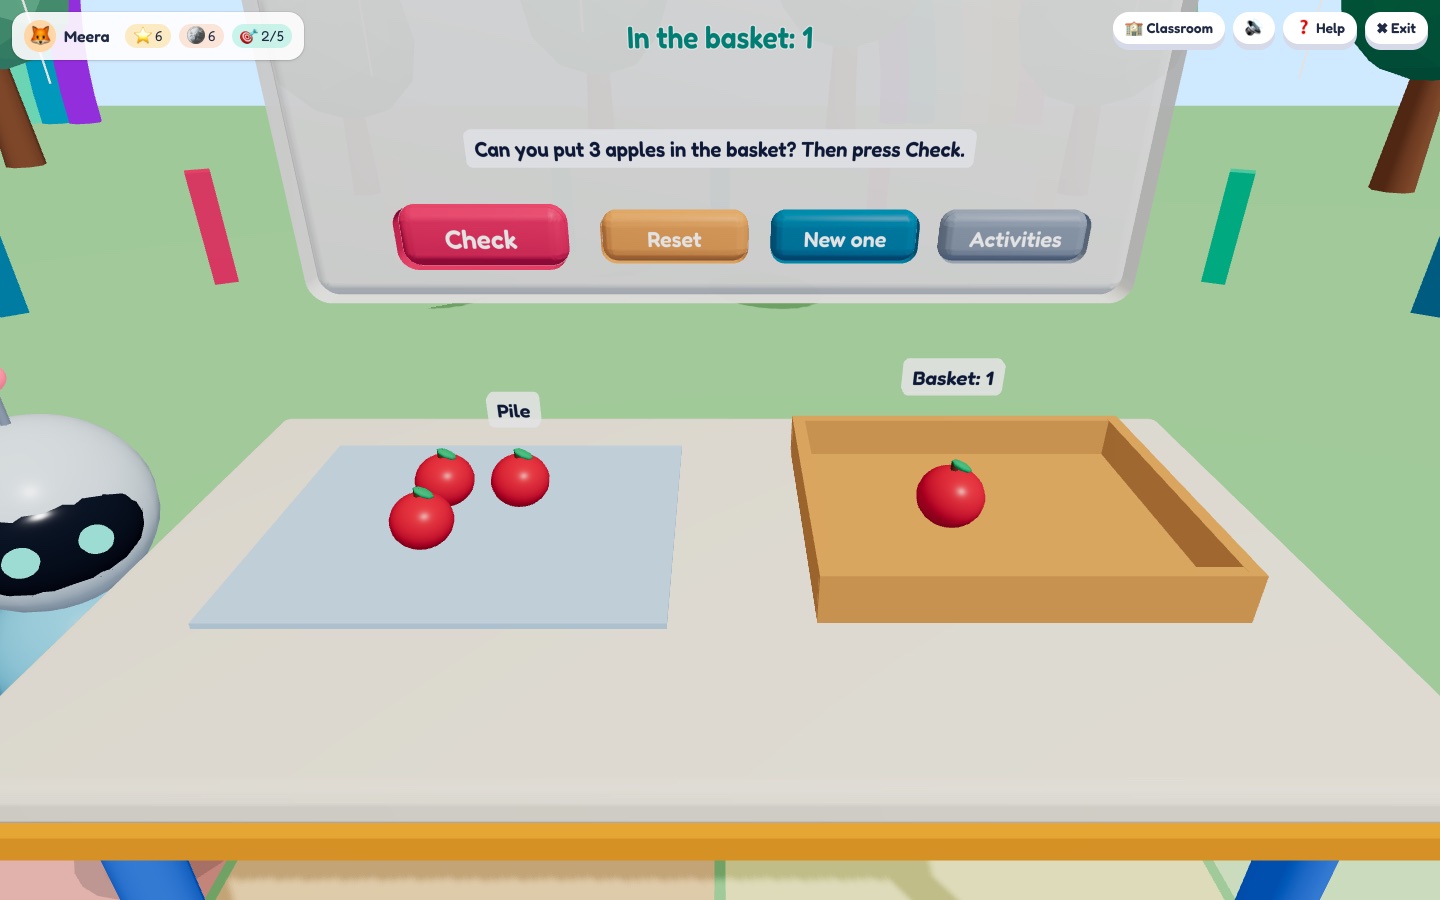 Meera 6 6 2/5
In the basket: 1
Classroom
Help
Exit
Can you put 3 apples in the basket? Then press Check.
Check
Reset
New one
Activities
Basket: 1
Pile